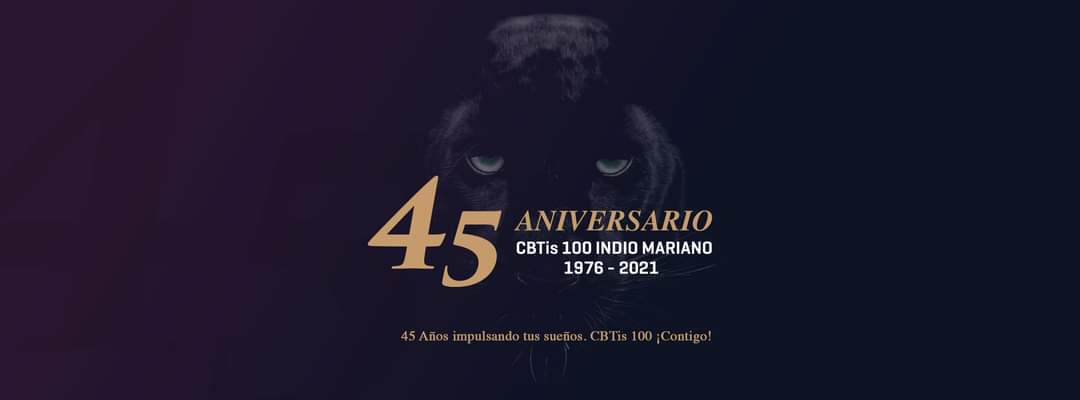 45 ANIVERSARIO
CBTis 100 INDIO MARIANO
1976 - 2021
45 Años impulsando tus sueños. CBTis 100 ¡Contigo!